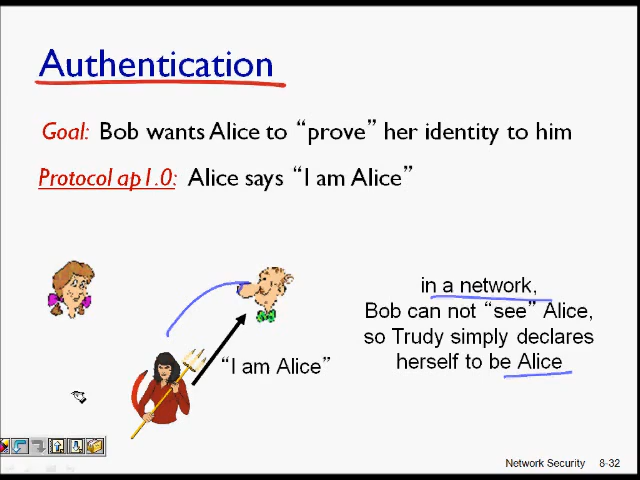 Authentication
Goal: Bob wants Alice to “prove” her identity to him
Protocol ap1.0: Alice says “I am Alice”
in a network,
Bob can not “see” Alice,
so Trudy simply declares
herself to be Alice
“I am Alice”
Network Security 8-32